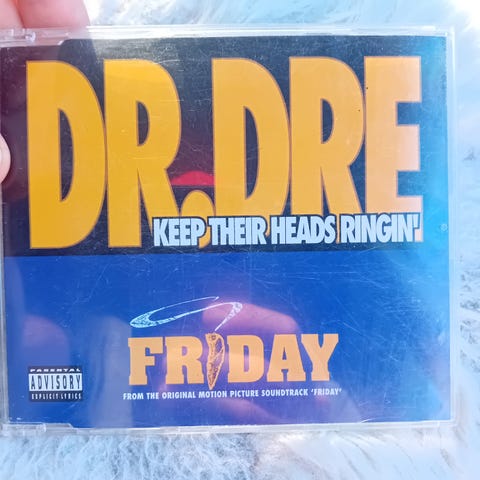 DR. DRE
KEEP THEIR HEADS RINGIN'
FRIDAY
PARENTAL
ADVISORY
EXPLICIT LYRICS
FROM THE ORIGINAL MOTION PICTURE SOUNDTRACK 'FRIDAY'